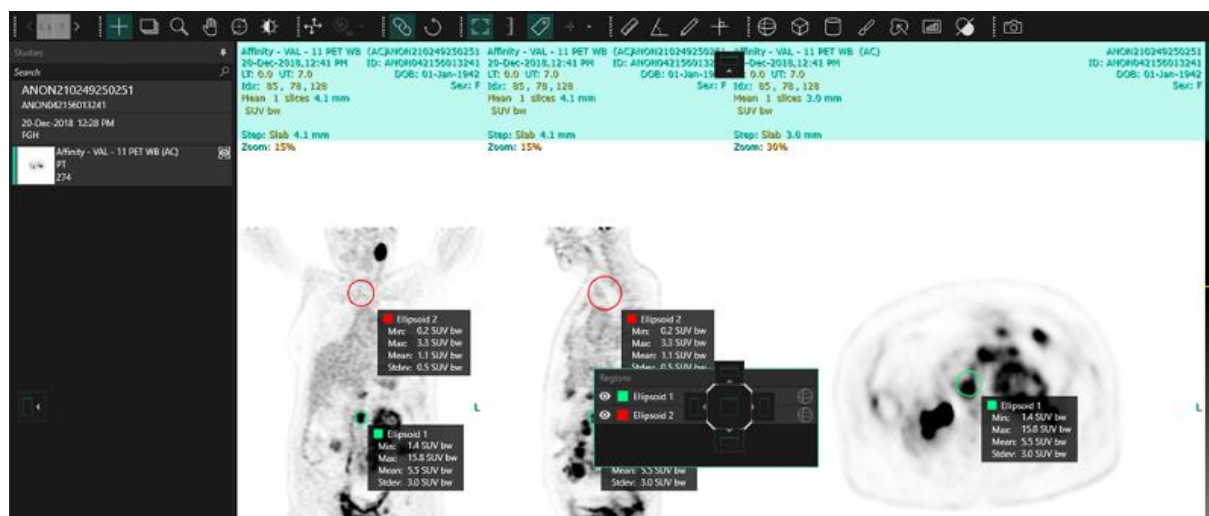 Studies
Search
ANON210249250251
ANON042156013241
20-Dec-2018 12:28 PM
FGH
Affinity - VAL - 11 PET WB (AC)
PT
274
Affinity - VAL - 11 PET WB (AC)
20-Dec-2018,12:41 PM
ID: ANON042156013241
LT: 0.0 UT: 7.0
DOB: 01-Jan-1942
Idx: 85, 78, 128
Sex: F
Mean 1 slices 4.1 mm
SUV bw
Step: Slab 4.1 mm
Zoom: 15%
Affinity - VAL - 11 PET WB
20-Dec-2018,12:41 PM
LT: 0.0 UT: 7.0
Idx: 85, 78, 128
Sex: F
Mean 1 slices 4.1 mm
SUV bw
Step: Slab 4.1 mm
Zoom: 15%
PET WB (AC)
-Dec-2018,12:41 PM
0.0 UT: 7.0
Idx: 85, 78, 128
Mean 1 slices 3.0 mm
SUV bw
Step: Slab 3.0 mm
Zoom: 30%
ANON210249250251
ID: ANON042156013241
DOB: 01-Jan-1942
Sex: F
Ellipsoid 2
Min: 0.2 SUV bw
Max: 3.3 SUV bw
Mean: 1.1 SUV bw
Stdev: 0.5 SUV bw
L
Ellipsoid 1
Min: 1.4 SUV bw
Max: 15.8 SUV bw
Mean: 5.5 SUV bw
Stdev: 3.0 SUV bw
Ellipsoid 2
Min: 0.2 SUV bw
Max: 3.3 SUV bw
Mean: 1.1 SUV bw
Stdev: 0.5 SUV bw
Regions
Ellipsoid 1
Ellipsoid 2
Mean: 5.5 SUV bw
Stdev: 3.0 SUV bw
Ellipsoid 1
Min: 1.4 SUV bw
Max: 15.8 SUV bw
Mean: 5.5 SUV bw
Stdev: 3.0 SUV bw
L